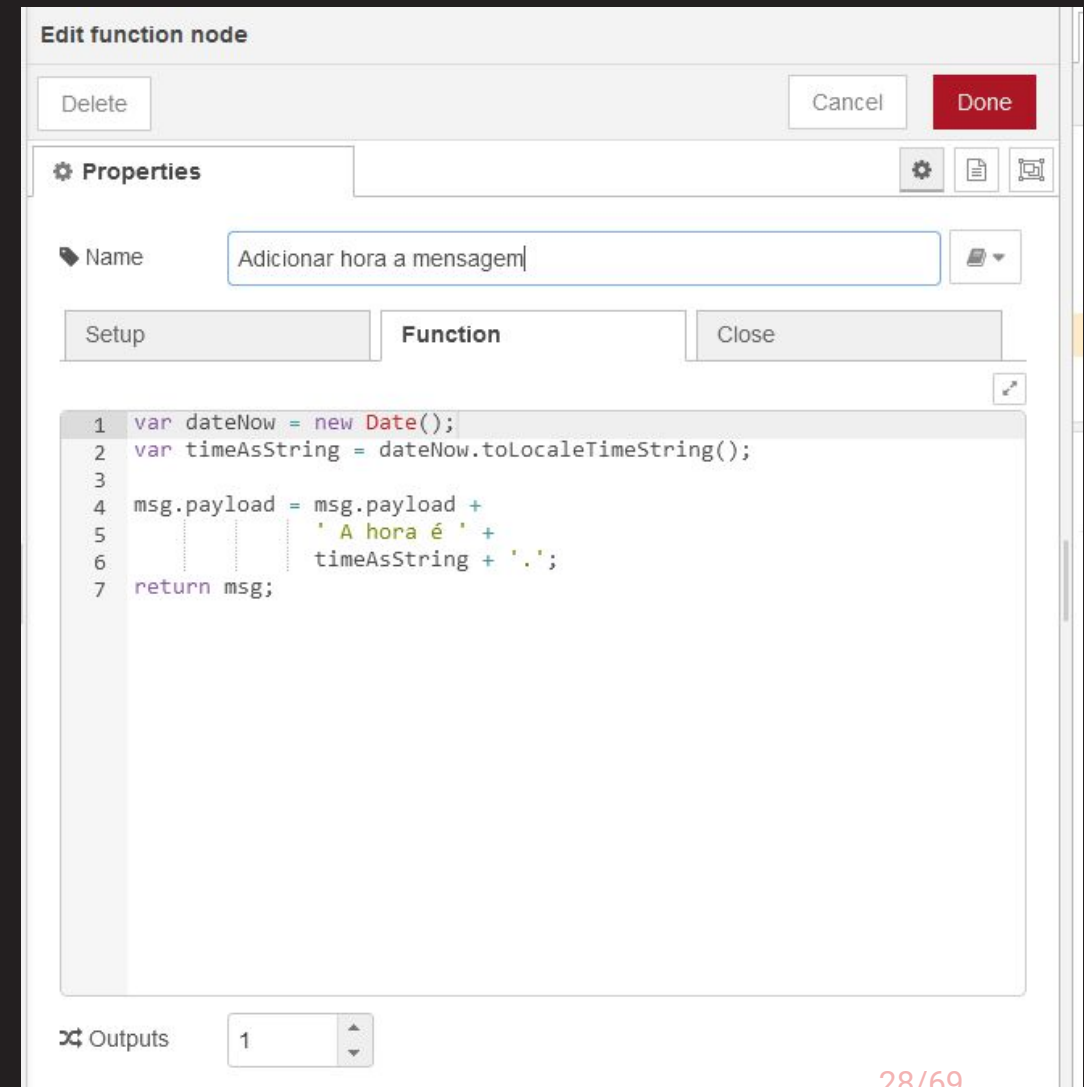 Edit function node
Delete
Cancel
Done
Properties
Name
Adicionar hora a mensagem
Setup
Function
Close
1 var dateNow = new Date();
2 var timeAsString = dateNow.toLocaleTimeString();
3
4 msg.payload = msg.payload +
5 ' A hora é ' +
6 timeAsString + '.';
7 return msg;
Outputs
1
28/69